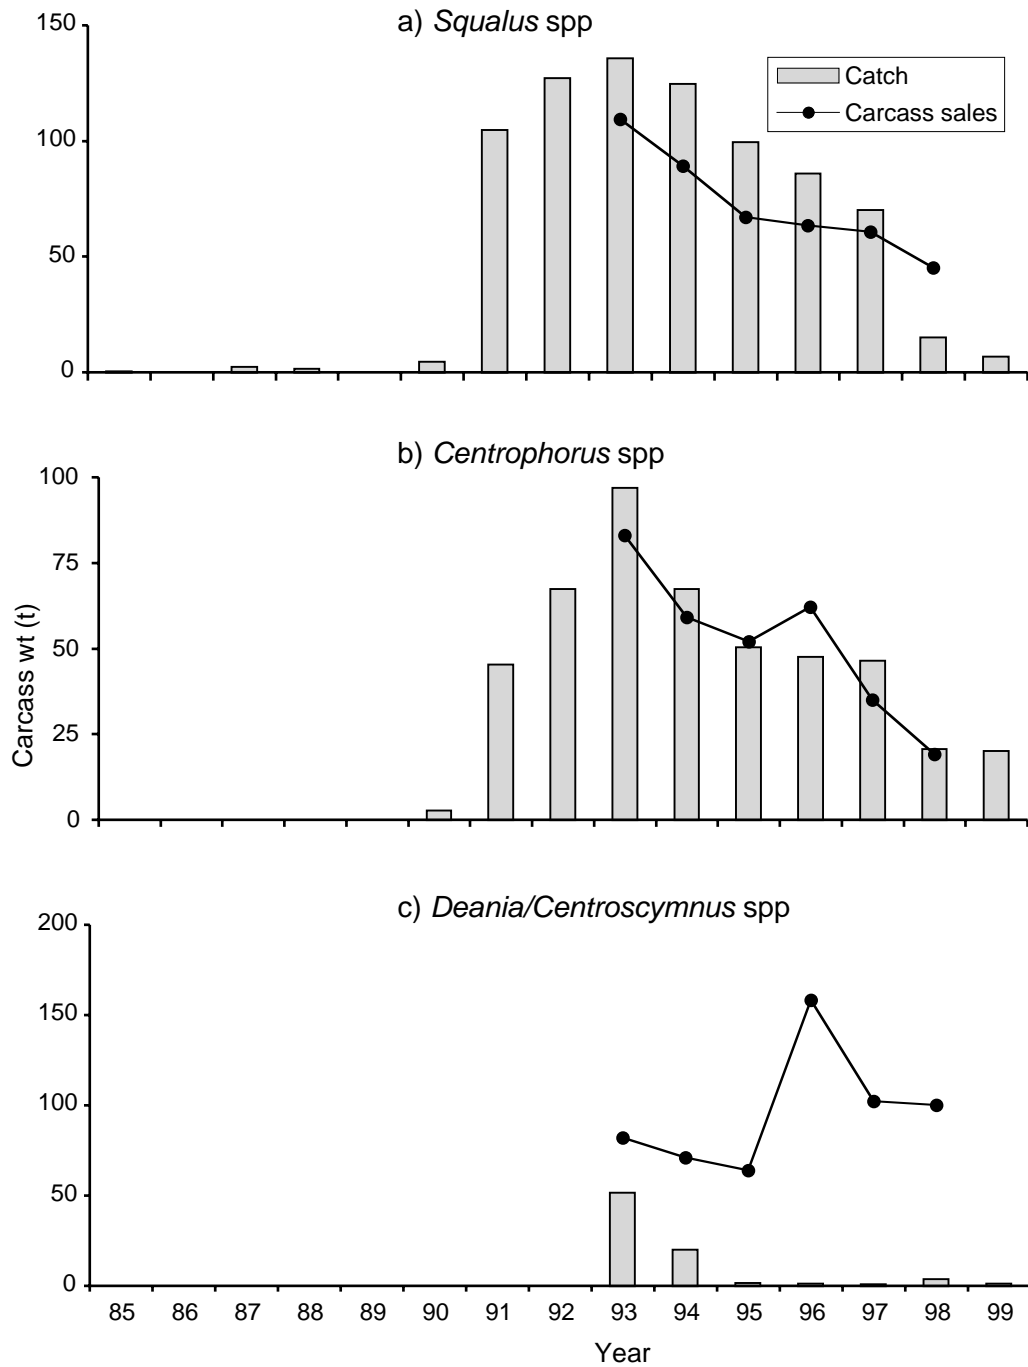 a) Squalus spp
150
100
50
0
Catch
Carcass sales
b) Centrophorus spp
100
75
50
25
0
Carcass wt (t)
c) Deania/Centroscymnus spp
200
150
100
50
0
85 86 87 88 89 90 91 92 93 94 95 96 97 98 99
Year